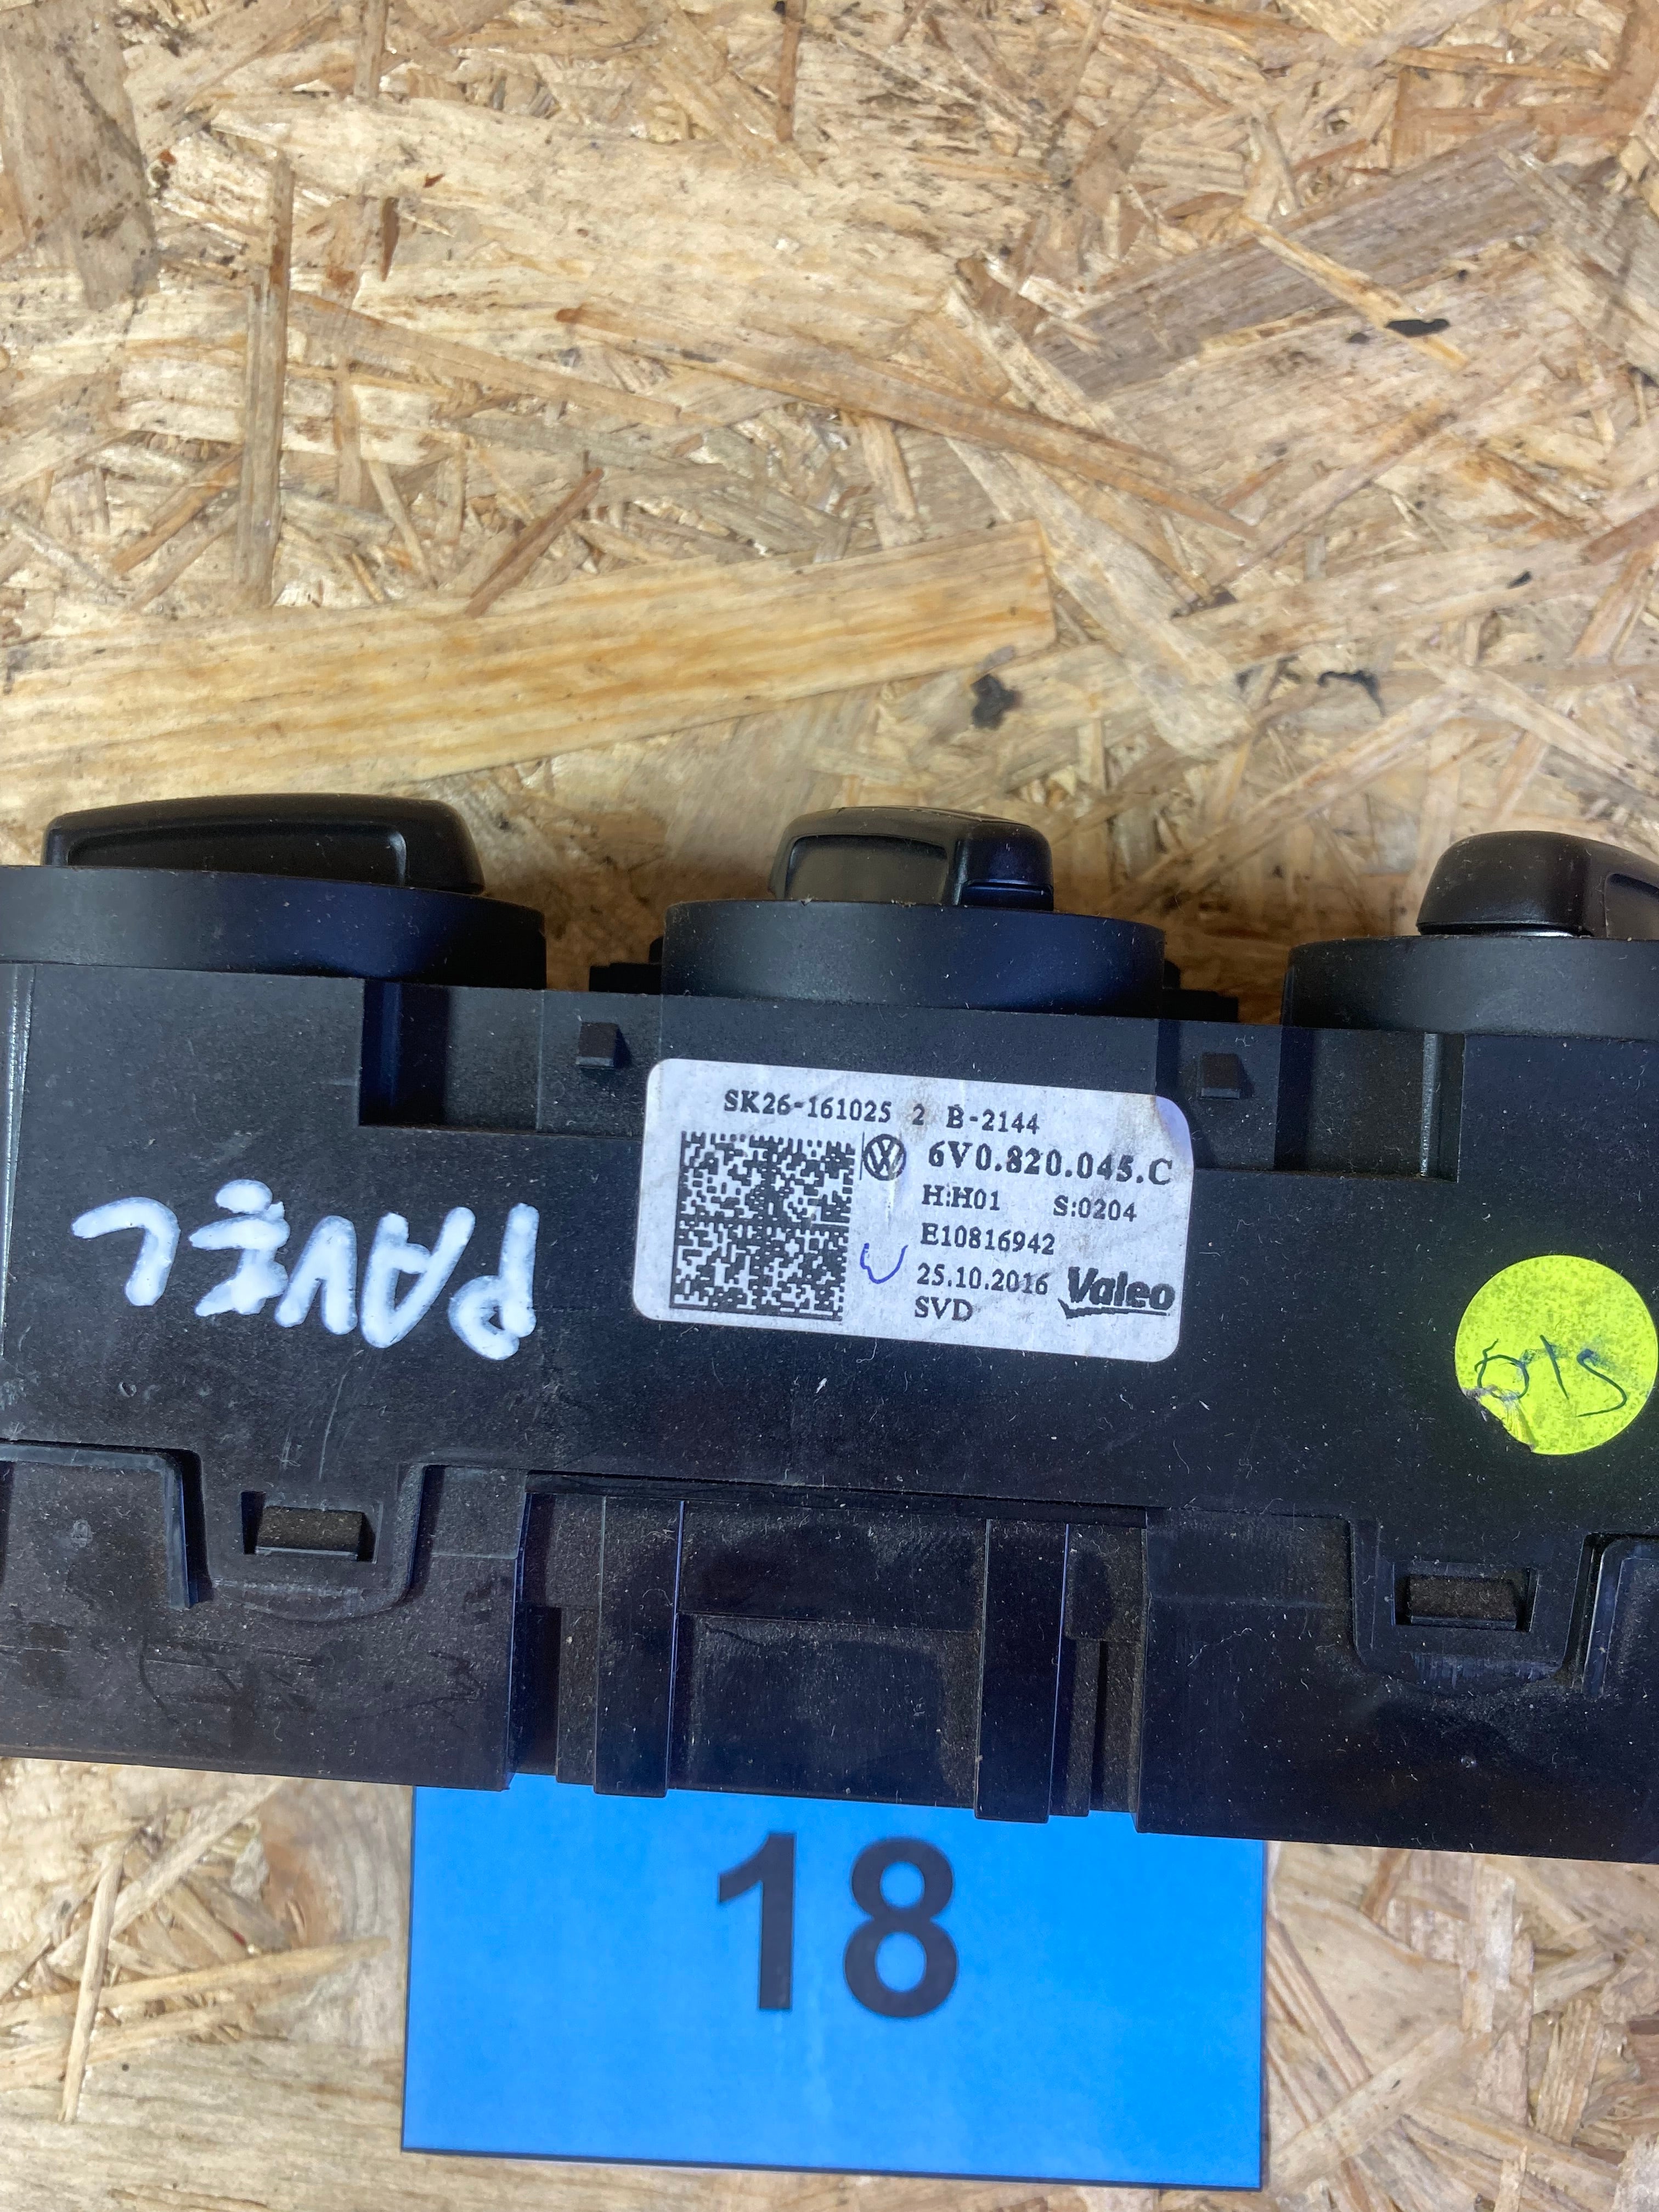 SK26-161025 2 B-2144
6V0.820.045.C
H:H01 S:0204
E10816942
25.10.2016 Valeo
SVD
PAVEL
18